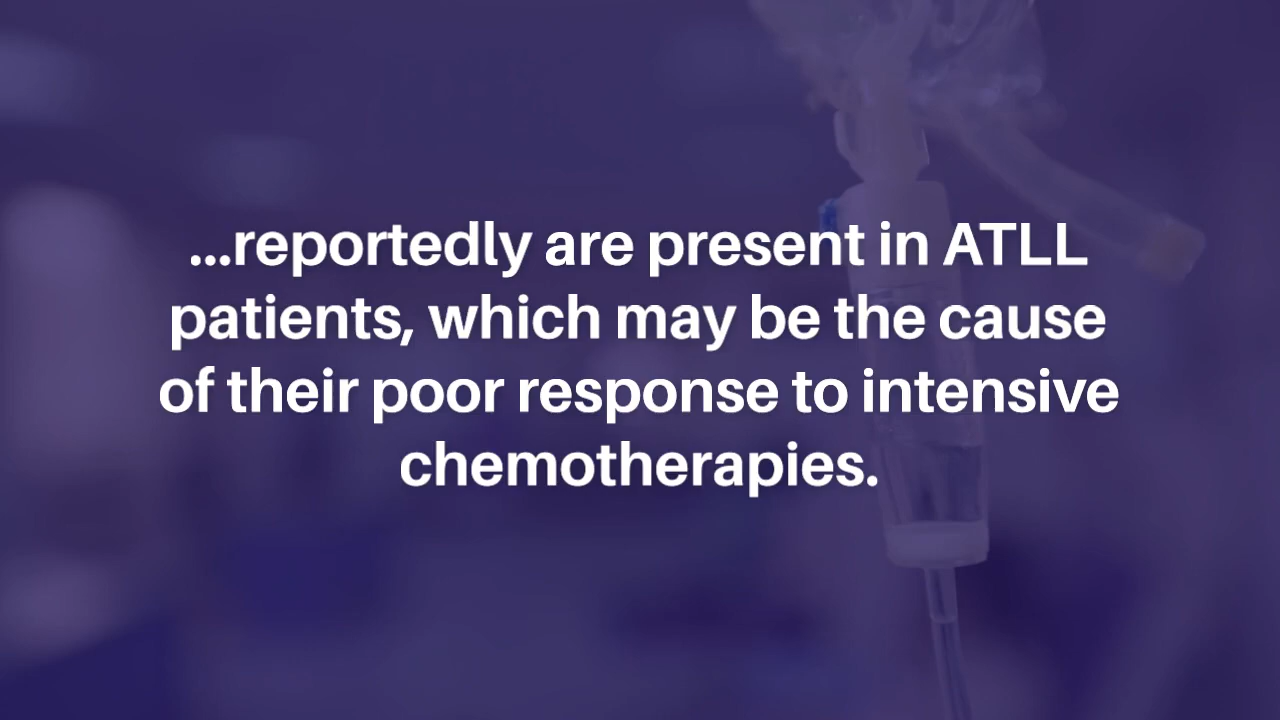 ...reportedly are present in ATLL
patients, which may be the cause
of their poor response to intensive
chemotherapies.